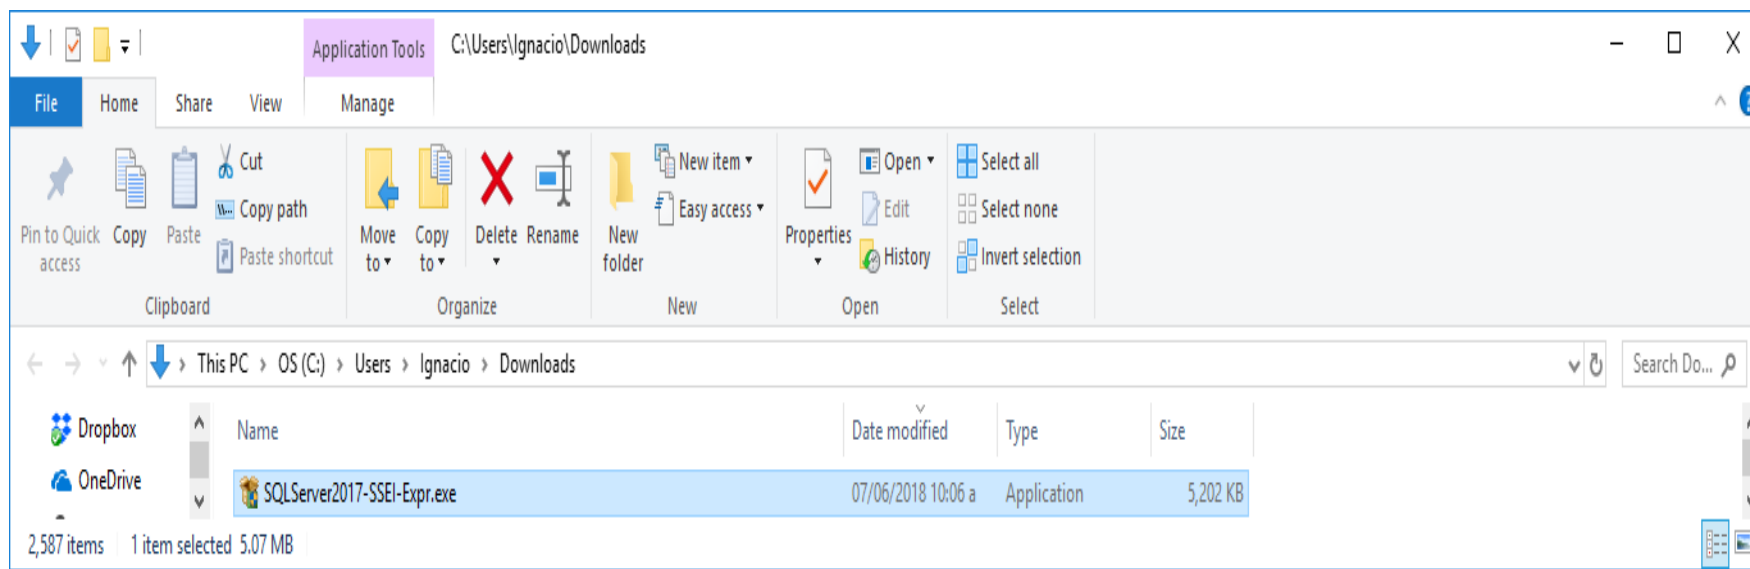 Application Tools C:\Users\Ignacio\Downloads
File Home Share View Manage
Pin to Quick access
Copy
Paste
Cut
Copy path
Paste shortcut
Clipboard
Move to
Copy to
Delete
Rename
Organize
New folder
New item
Easy access
New
Properties
Open
Edit
History
Open
Select all
Select none
Invert selection
Select
This PC > OS (C:) > Users > Ignacio > Downloads
Search Do...
Dropbox
OneDrive
Name Date modified Type Size
SQLServer2017-SSEI-Expr.exe 07/06/2018 10:06 a Application 5,202 KB
2,587 items 1 item selected 5.07 MB